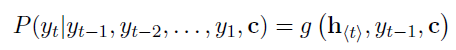 P(y_t|y_{t−1}, y_{t−2}, . . . , y_1, c) = g (h_{⟨t⟩}, y_{t−1}, c)